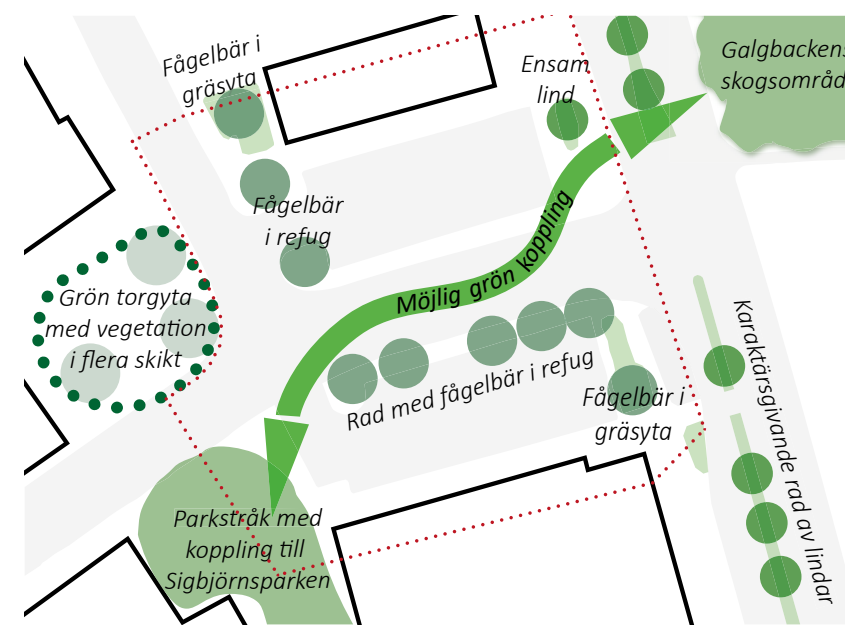 Fågelbär i
gräsyta
Ensam
lind
Galgbackens
skogsområd
Fågelbär
i refug
Möjlig grön koppling
Grön torgyta
med vegetation
i flera skikt
Rad med fågelbär i refug
Fågelbär i
gräsyta
Karaktärsgivande rad av lindar
Parkstråk med
koppling till
Sigbjörnsparken